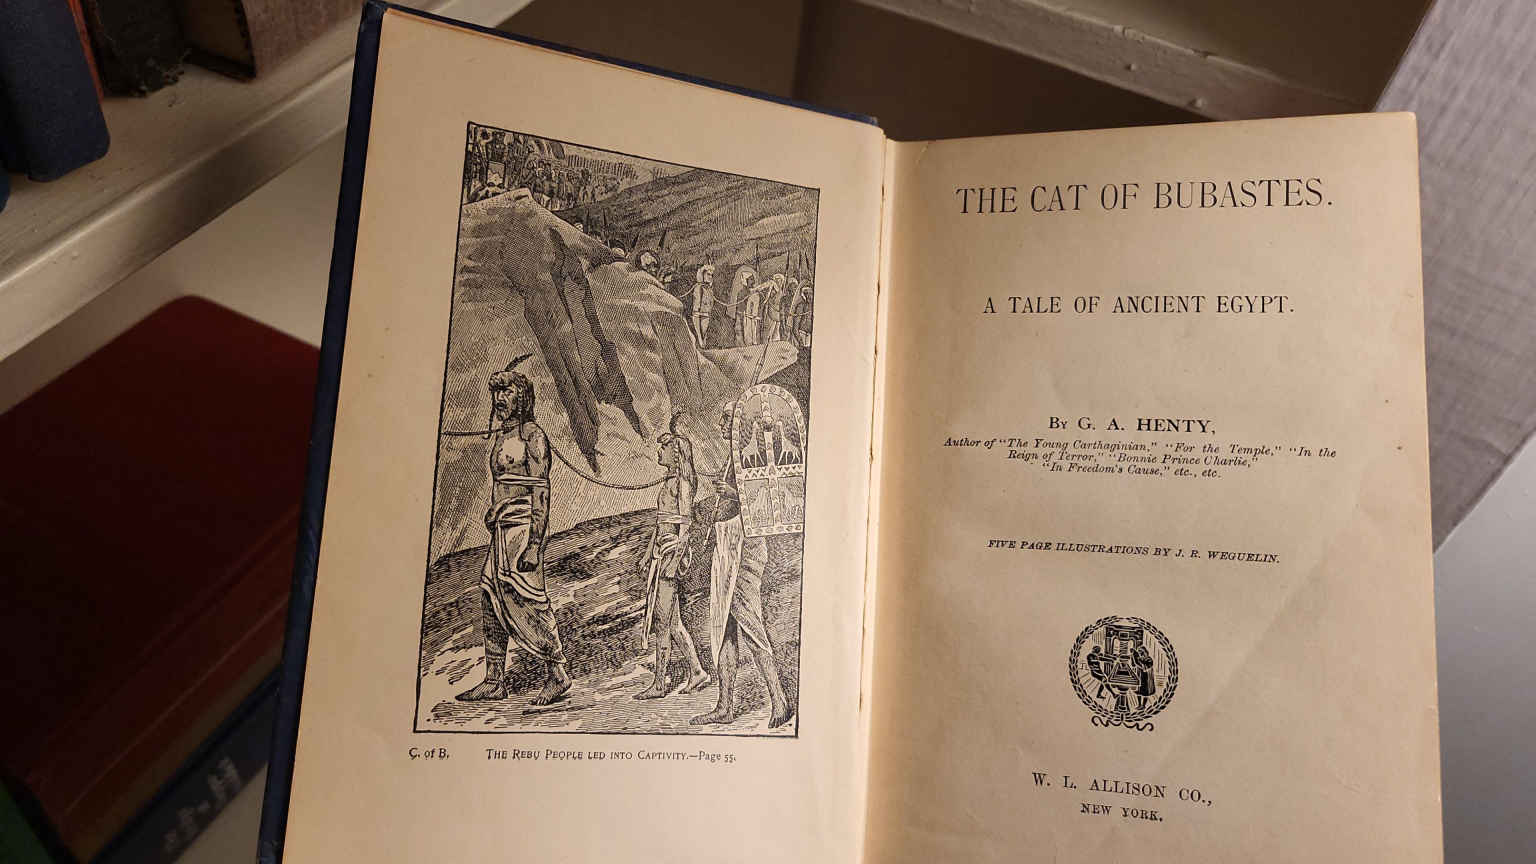 C. of B. THE REBU PEOPLE LED INTO CAPTIVITY.—Page 55.
THE CAT OF BUBASTES.
A TALE OF ANCIENT EGYPT.
BY G. A. HENTY,
Author of "The Young Carthaginian," "For the Temple," "In the
Reign of Terror," "Bonnie Prince Charlie,"
"In Freedom's Cause," etc., etc.
FIVE PAGE ILLUSTRATIONS BY J. R. WEGUELIN.
W. L. ALLISON CO.,
NEW YORK.